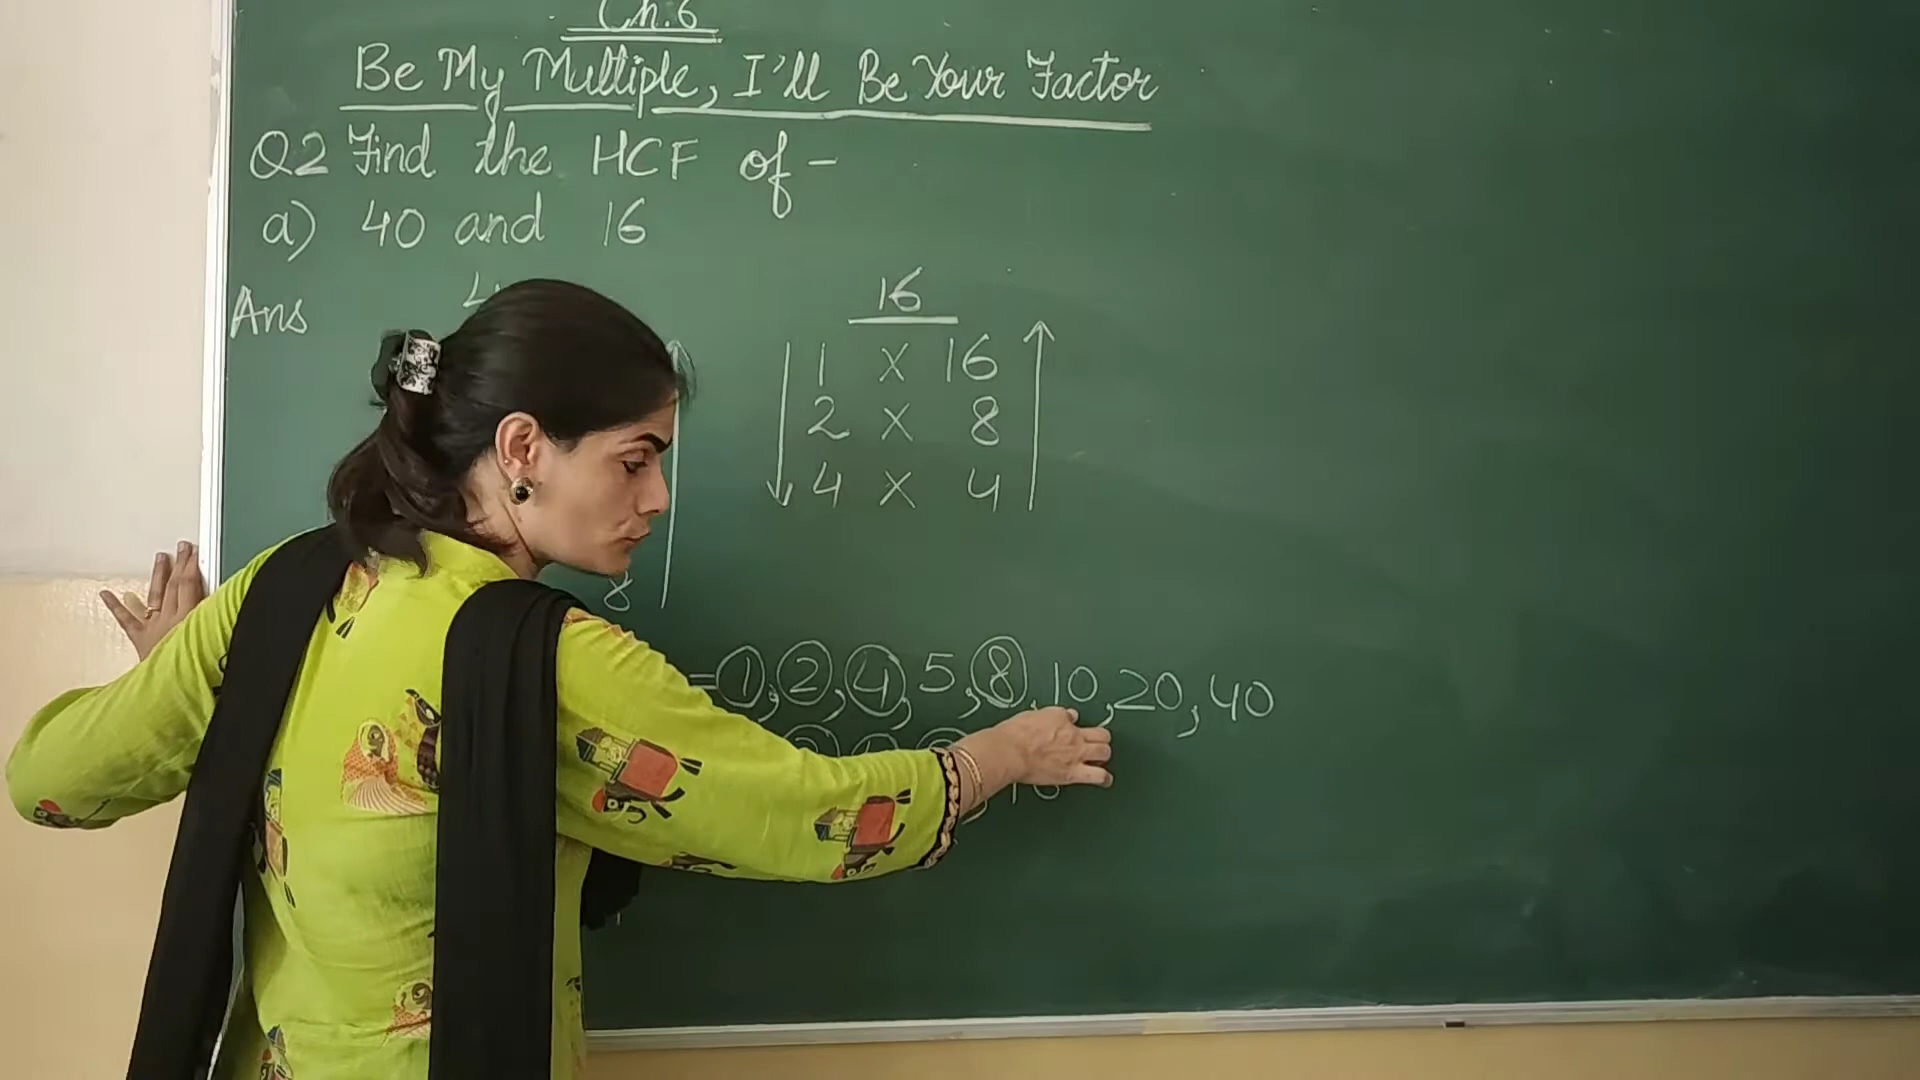 Ch.6
Be My Multiple, I'll Be Your Factor
Q2 Find the HCF of -
a) 40 and 16
Ans 4
16
1 X 16
2 X 8
4 X 4
8
=1, 2, 4, 5, 8, 10, 20, 40